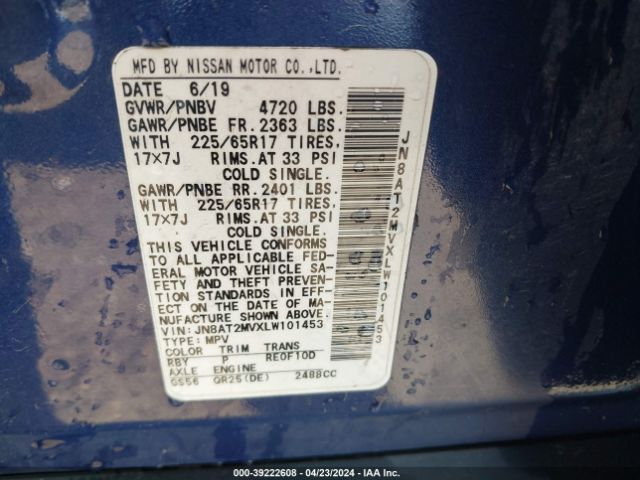 MFD BY NISSAN MOTOR CO.,LTD.
DATE 6/19
GVWR/PNBV 4720 LBS.
GAWR/PNBE FR.2363 LBS.
WITH 225/65R17 TIRES,
17×7J RIMS.AT 33 PSI
COLD SINGLE.
GAWR/PNBE RR.2401 LBS.
WITH 225/65R17 TIRES,
17×7J RIMS.AT 33 PSI
COLD SINGLE.
THIS VEHICLE CONFORMS
TO ALL APPLICABLE FED-
ERAL MOTOR VEHICLE SA-
FETY AND THEFT PREVEN-
TION STANDARDS IN EFF-
ECT ON THE DATE OF MA-
NUFACTURE SHOWN ABOVE.
VIN: JN8AT2MVXLW101453
TYPE: MPV
COLOR TRIM TRANS
RBY P RE0F10D
AXLE ENGINE
GS56 QR25(DE) 2488CC
JN8AT2MVXLW101453
000-39222608 - 04/23/2024 - IAA Inc.